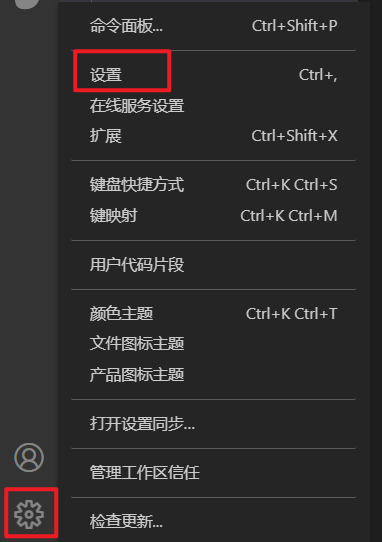 命令面板... Ctrl+Shift+P
设置 Ctrl+,
在线服务设置
扩展 Ctrl+Shift+X
键盘快捷方式 Ctrl+K Ctrl+S
键映射 Ctrl+K Ctrl+M
用户代码片段
颜色主题 Ctrl+K Ctrl+T
文件图标主题
产品图标主题
打开设置同步...
管理工作区信任
检查更新...